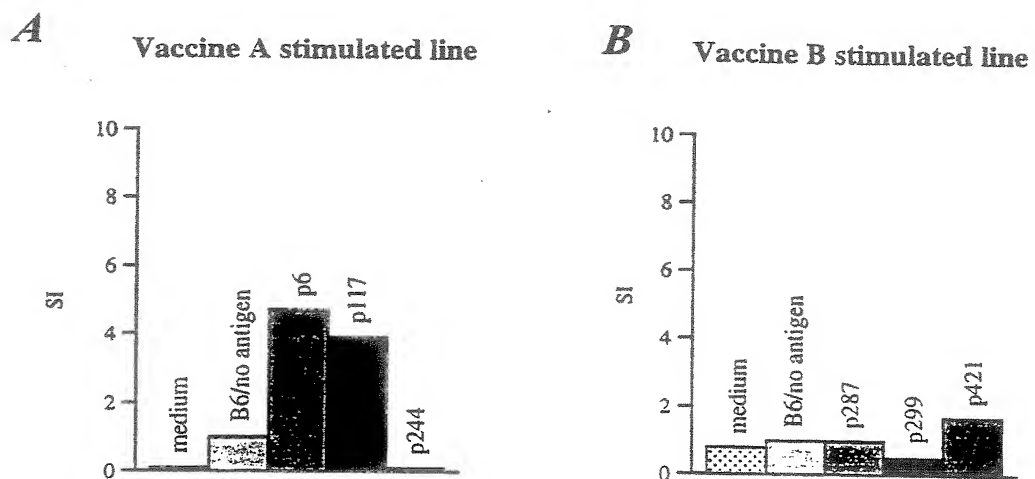 A
Vaccine A stimulated line
10
8
6
4
2
0
SI
medium
B6/no antigen
p6
p117
p244
B
Vaccine B stimulated line
10
8
6
4
2
0
SI
medium
B6/no antigen
p287
p299
p421